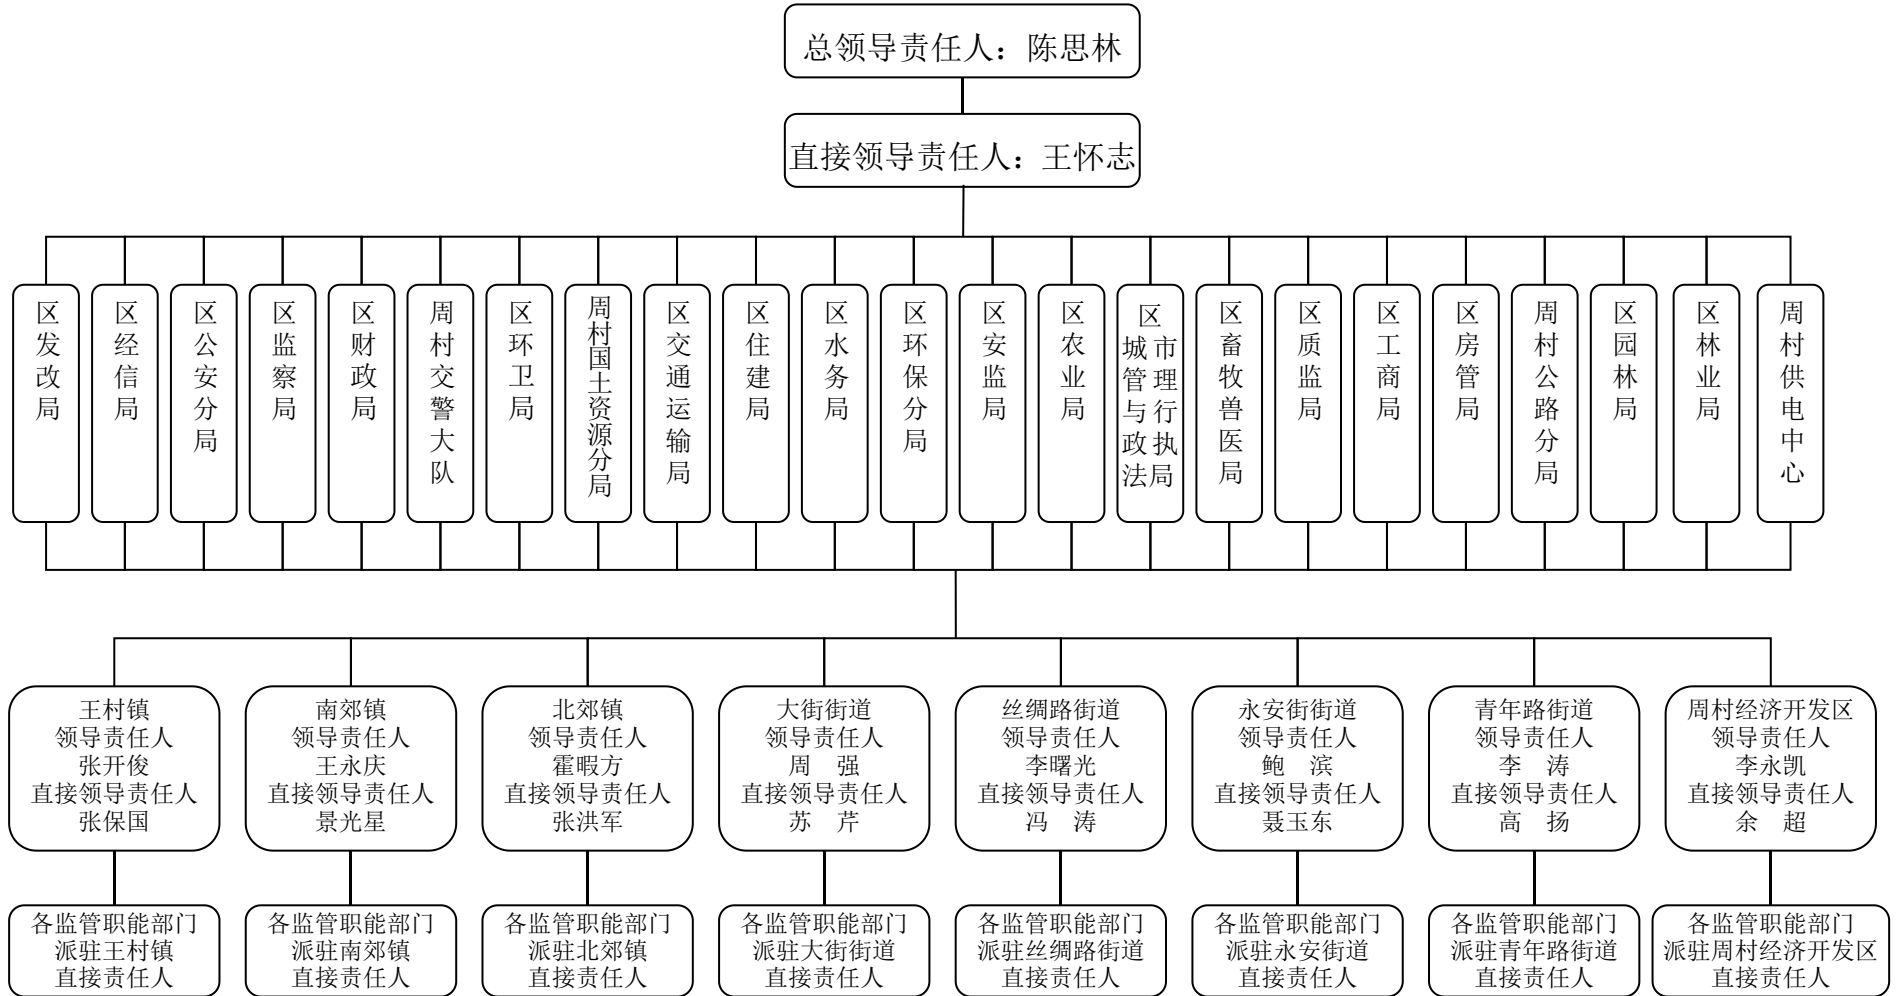 总领导责任人：陈思林
直接领导责任人：王怀志
区发改局
区经信局
区公安分局
区监察局
区财政局
周村交警大队
区环卫局
周村国土资源分局
区交通运输局
区住建局
区水务局
区环保分局
区安监局
区农业局
区城市管理与行政执法局
区畜牧兽医局
区质监局
区工商局
区房管局
周村公路分局
区园林局
区林业局
周村供电中心
王村镇
领导责任人
张开俊
直接领导责任人
张保国
南郊镇
领导责任人
王永庆
直接领导责任人
景光星
北郊镇
领导责任人
霍暇方
直接领导责任人
张洪军
大街街道
领导责任人
周　强
直接领导责任人
苏　芹
丝绸路街道
领导责任人
李曙光
直接领导责任人
冯　涛
永安街街道
领导责任人
鲍　滨
直接领导责任人
聂玉东
青年路街道
领导责任人
李　涛
直接领导责任人
高　扬
周村经济开发区
领导责任人
李永凯
直接领导责任人
余　超
各监管职能部门
派驻王村镇
直接责任人
各监管职能部门
派驻南郊镇
直接责任人
各监管职能部门
派驻北郊镇
直接责任人
各监管职能部门
派驻大街街道
直接责任人
各监管职能部门
派驻丝绸路街道
直接责任人
各监管职能部门
派驻永安街道
直接责任人
各监管职能部门
派驻青年路街道
直接责任人
各监管职能部门
派驻周村经济开发区
直接责任人